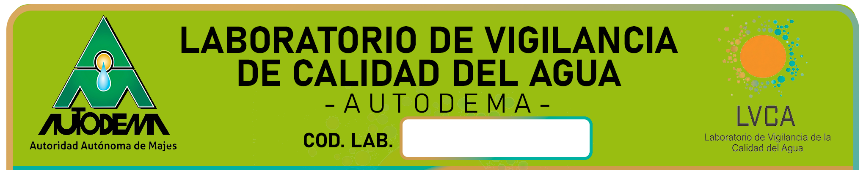 AUTODEMA
Autoridad Autónoma de Majes
LABORATORIO DE VIGILANCIA
DE CALIDAD DEL AGUA
-AUTODEMA-
COD. LAB.
LVCA
Laboratorio de Vigilancia de la
Calidad del Agua